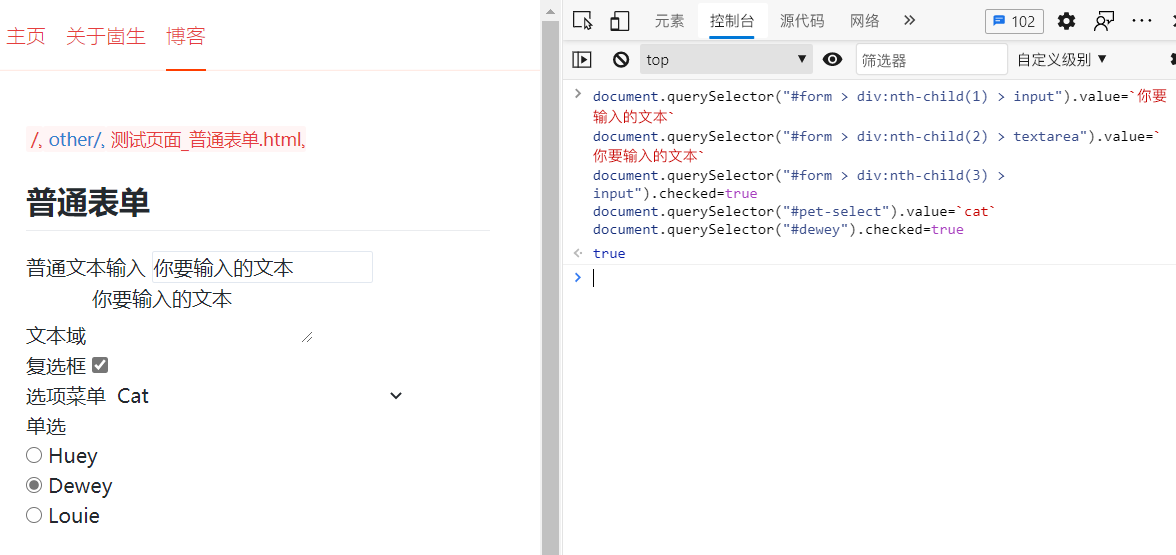 主页 关于崮生 博客
/, other/, 测试页面_普通表单.html,
普通表单
普通文本输入 你要输入的文本
你要输入的文本
文本域
复选框
选项菜单 Cat
单选
Huey
Dewey
Louie
元素 控制台 源代码 网络 » 102
top 筛选器 自定义级别
document.querySelector("#form > div:nth-child(1) > input").value=`你要
输入的文本`
document.querySelector("#form > div:nth-child(2) > textarea").value=`
你要输入的文本`
document.querySelector("#form > div:nth-child(3) >
input").checked=true
document.querySelector("#pet-select").value=`cat`
document.querySelector("#dewey").checked=true
true